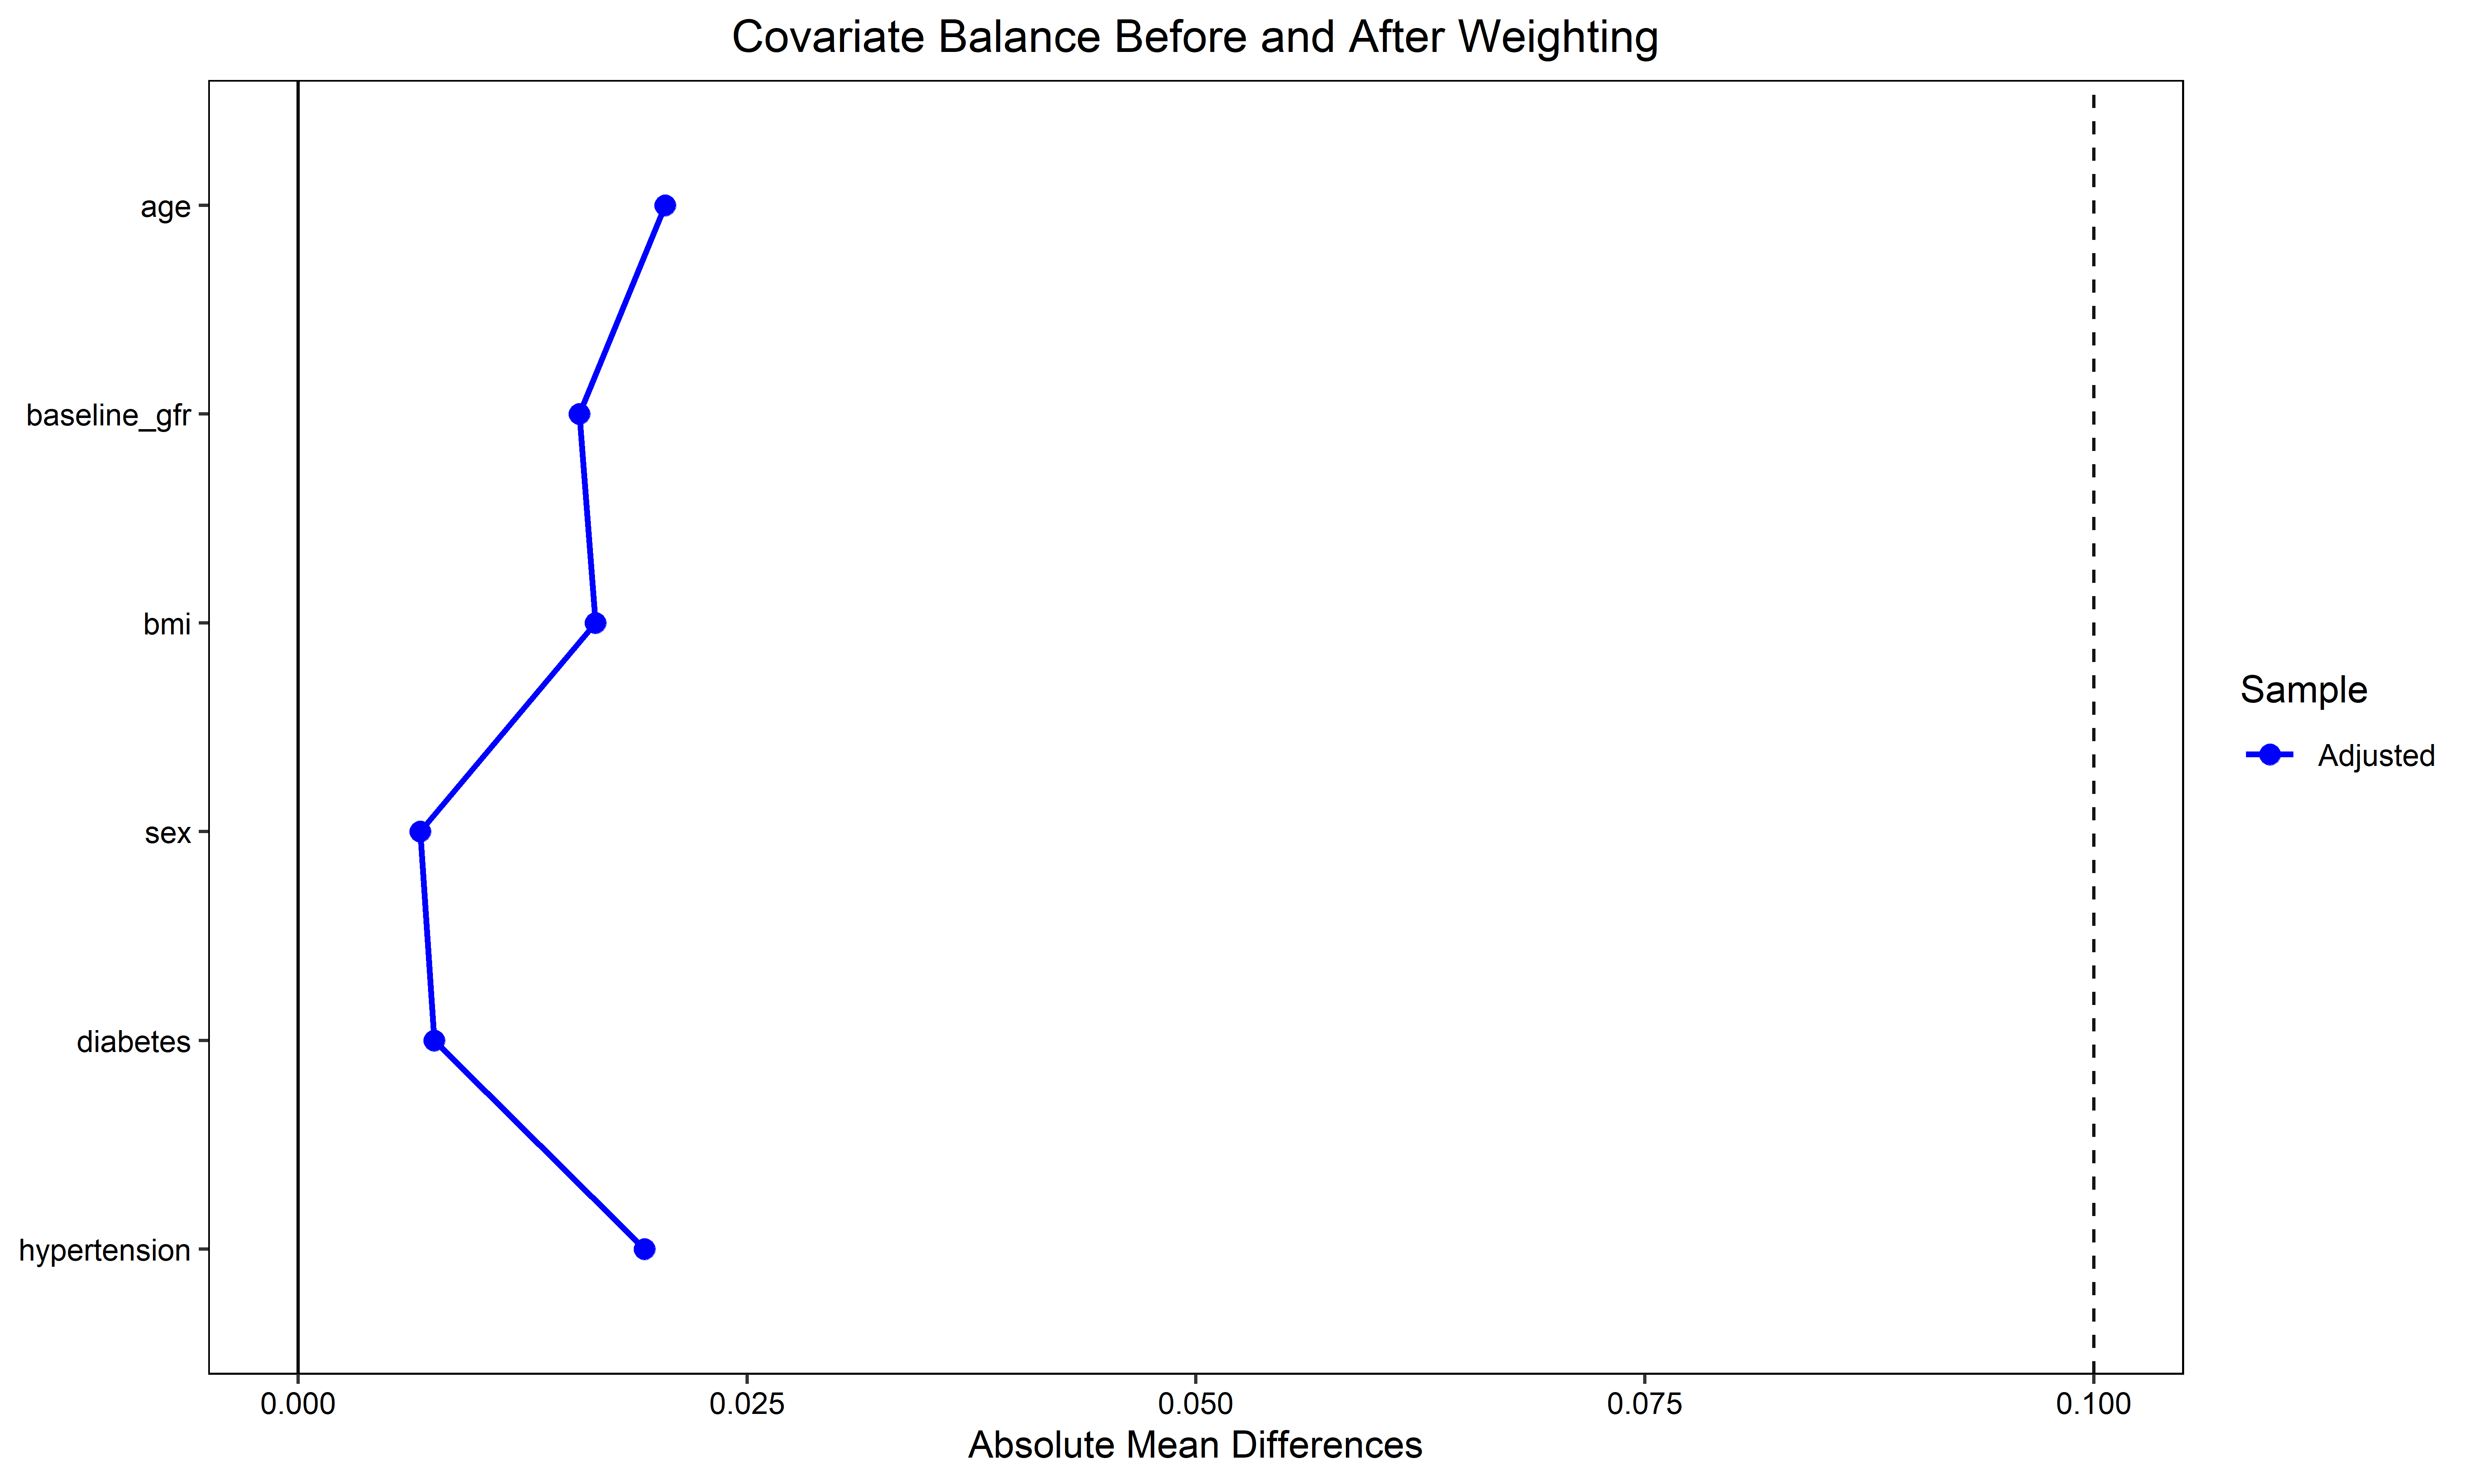 Covariate Balance Before and After Weighting
age
baseline_gfr
bmi
sex
diabetes
hypertension
0.000 0.025 0.050 0.075 0.100
Absolute Mean Differences
Sample
Adjusted